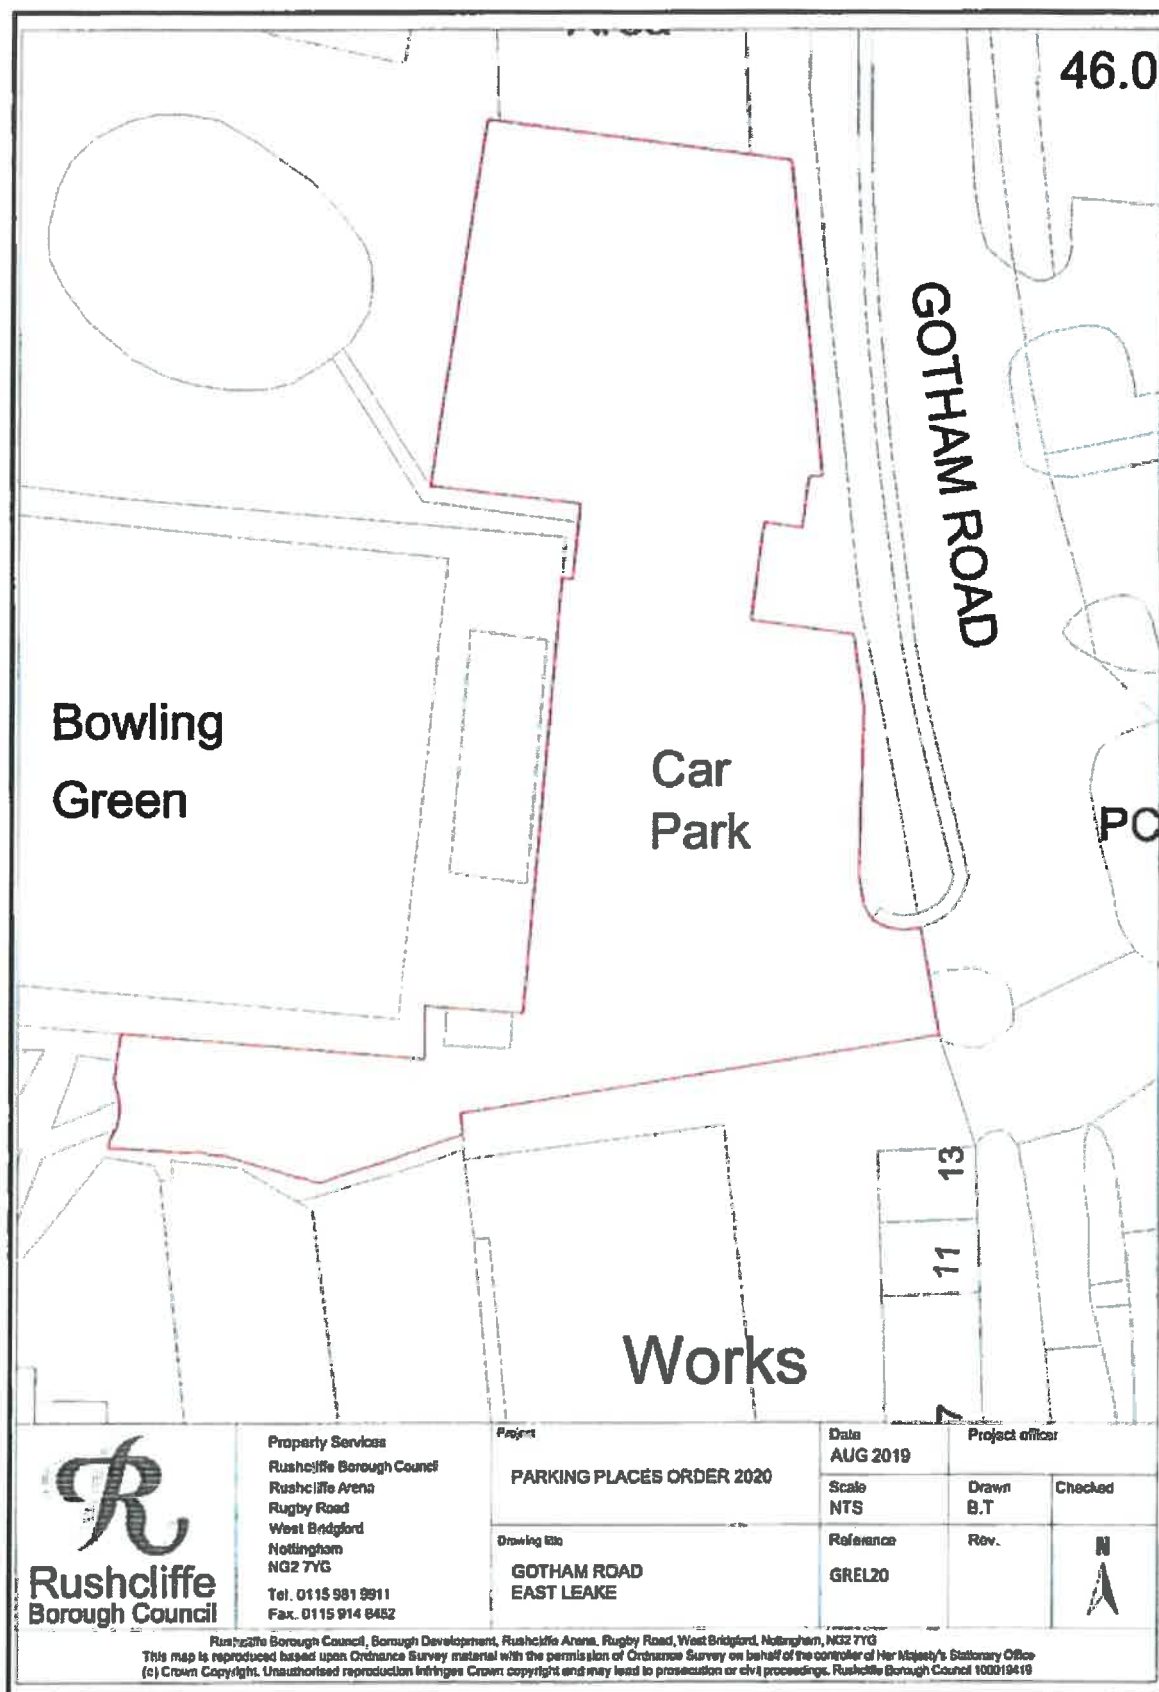 46.0
GOTHAM ROAD
Bowling
Green
Car
Park
PC
13
11
7
Works
Rushcliffe
Borough Council
Property Services
Rushcliffe Borough Council
Rushcliffe Arena
Rugby Road
West Bridgford
Nottingham
NG2 7YG
Tel. 0115 981 9911
Fax. 0115 914 8452
Project
PARKING PLACES ORDER 2020
Drawing title
GOTHAM ROAD
EAST LEAKE
Date
AUG 2019
Project officer
Scale
NTS
Drawn
B.T
Checked
Reference
GREL20
Rev.
N
Rushcliffe Borough Council, Borough Development, Rushcliffe Arena, Rugby Road, West Bridgford, Nottingham, NG2 7YG
This map is reproduced based upon Ordnance Survey material with the permission of Ordnance Survey on behalf of the controller of Her Majesty's Stationary Office
(c) Crown Copyright. Unauthorised reproduction infringes Crown copyright and may lead to prosecution or civil proceedings. Rushcliffe Borough Council 100019419